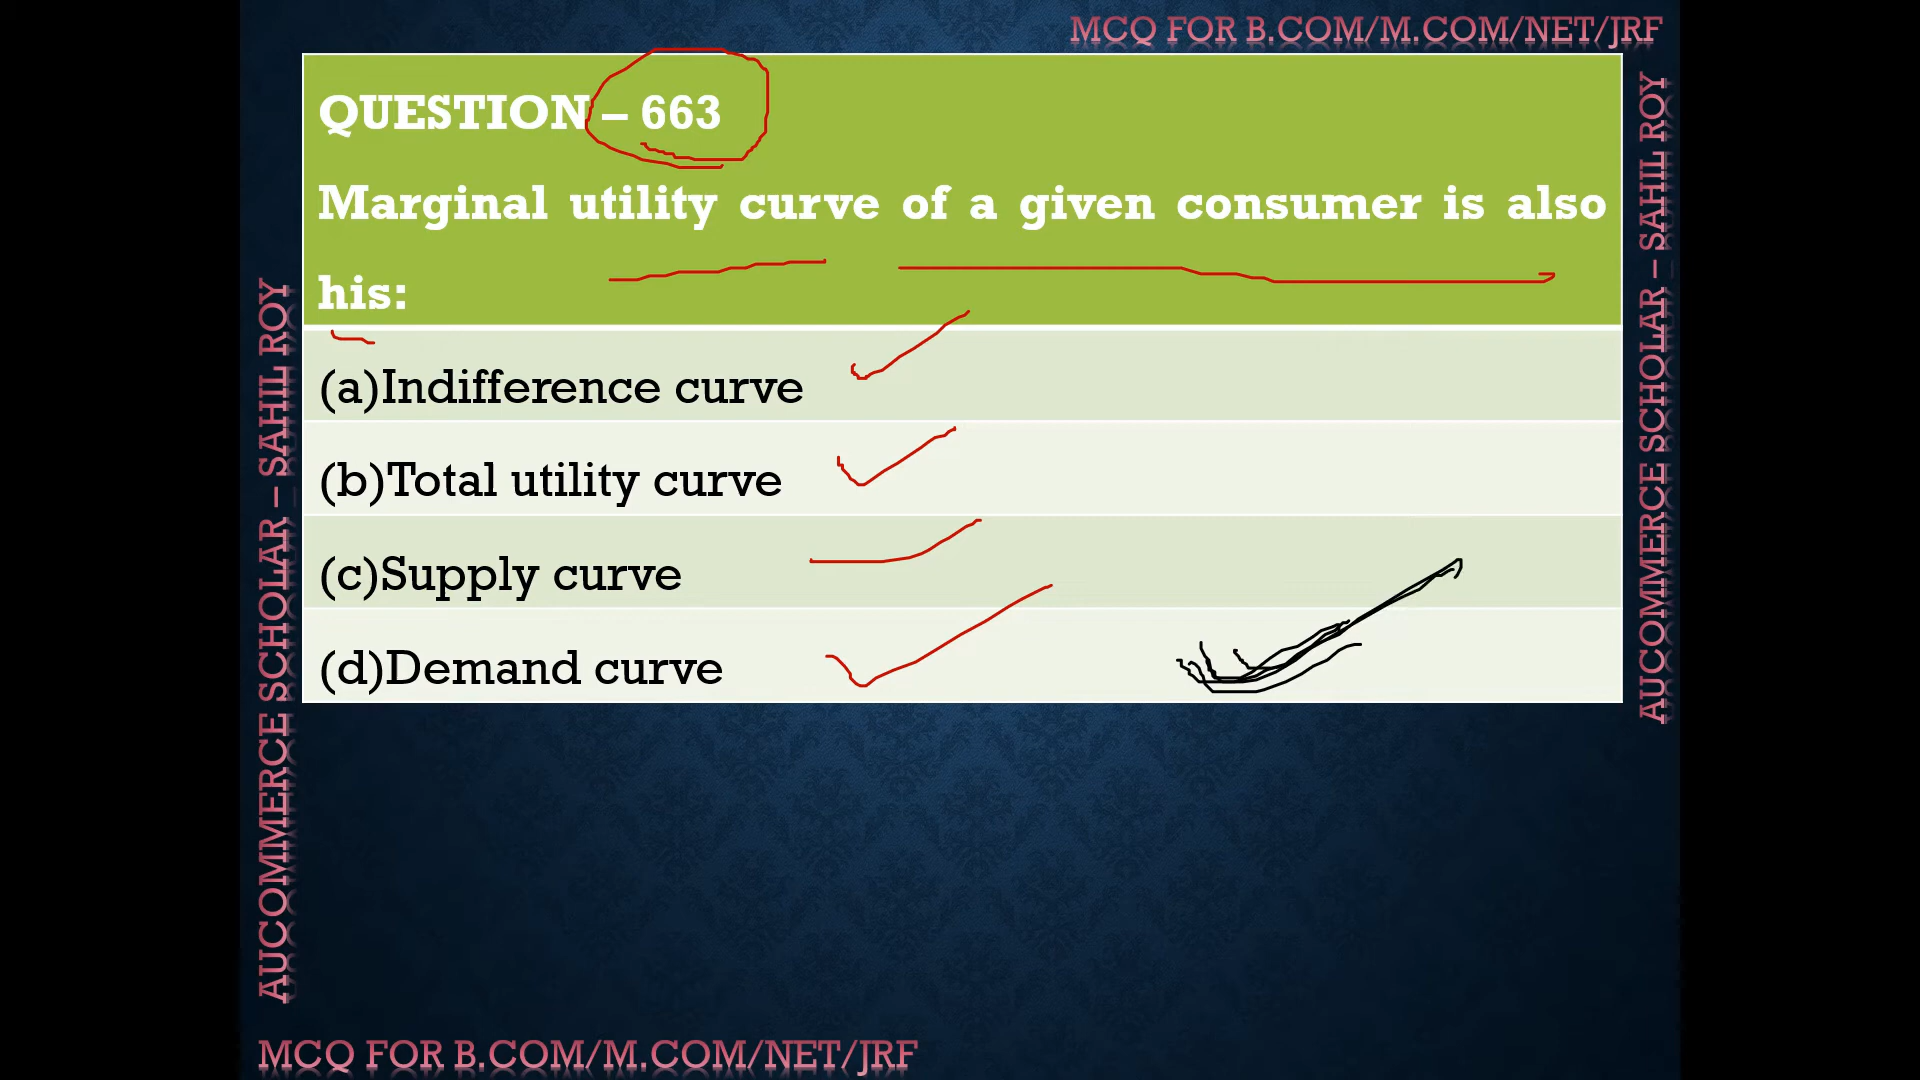 MCQ FOR B.COM/M.COM/NET/JRF
QUESTION – 663
Marginal utility curve of a given consumer is also
his:
(a)Indifference curve
(b)Total utility curve
(c)Supply curve
(d)Demand curve
AUCOMMERCE SCHOLAR – SAHIL ROY
AUCOMMERCE SCHOLAR – SAHIL ROY
MCQ FOR B.COM/M.COM/NET/JRF